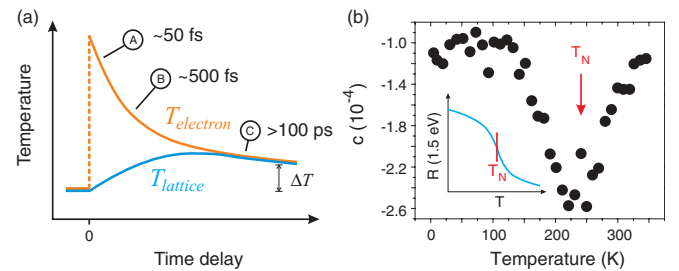 (a)
A ~50 fs
B ~500 fs
C >100 ps
T_electron
T_lattice
ΔT
Temperature
0
Time delay
(b)
-1.0
-1.4
-1.8
-2.2
-2.6
c (10⁻⁴)
T_N
R (1.5 eV)
T_N
T
0
100
200
300
Temperature (K)